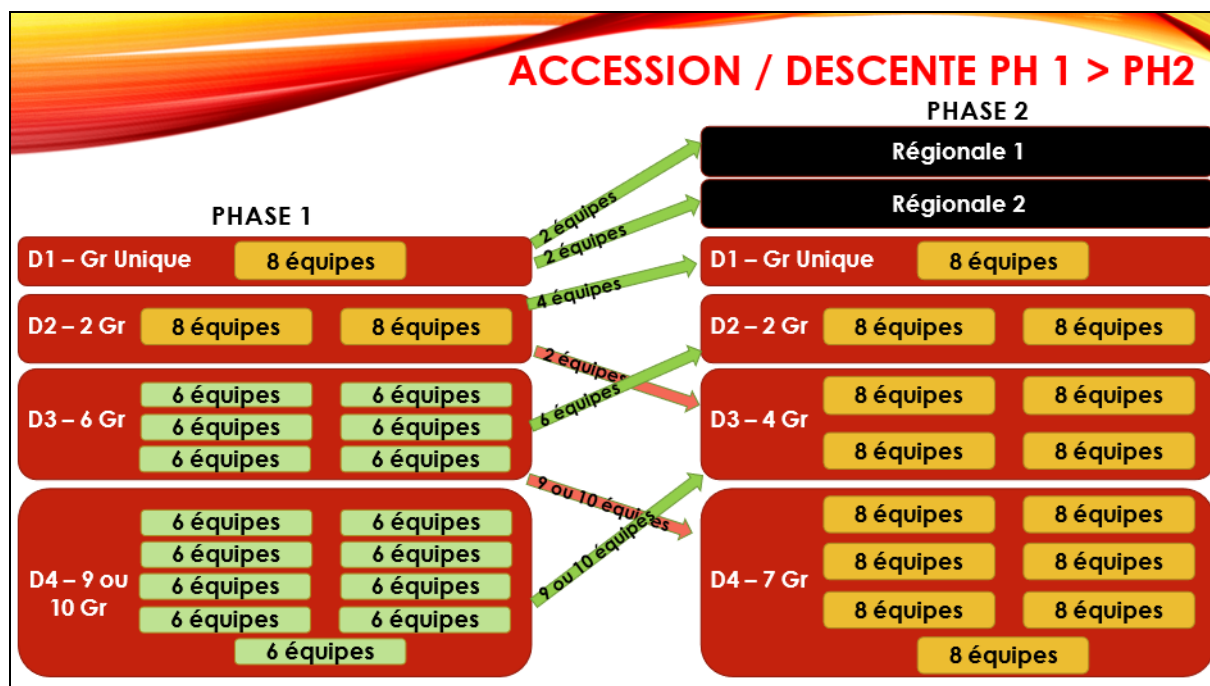 ACCESSION / DESCENTE PH 1 > PH2
PHASE 2
Régionale 1
Régionale 2
PHASE 1
D1 – Gr Unique
8 équipes
D2 – 2 Gr
8 équipes
8 équipes
D3 – 6 Gr
6 équipes
6 équipes
6 équipes
6 équipes
6 équipes
6 équipes
D4 – 9 ou
10 Gr
6 équipes
6 équipes
6 équipes
6 équipes
6 équipes
6 équipes
6 équipes
6 équipes
6 équipes
2 équipes
2 équipes
4 équipes
2 équipes
6 équipes
9 ou 10 équipes
9 ou 10 équipes
D1 – Gr Unique
8 équipes
D2 – 2 Gr
8 équipes
8 équipes
D3 – 4 Gr
8 équipes
8 équipes
8 équipes
8 équipes
D4 – 7 Gr
8 équipes
8 équipes
8 équipes
8 équipes
8 équipes
8 équipes
8 équipes